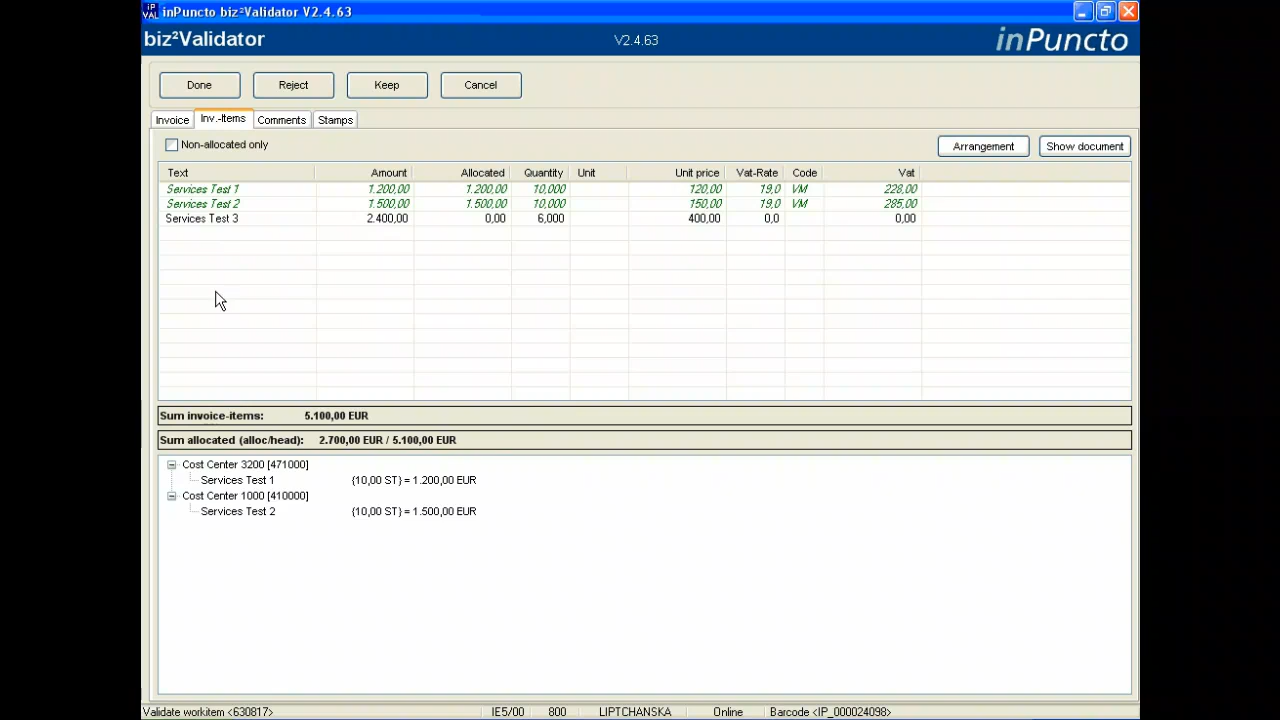 inPuncto biz²Validator V2.4.63
biz²Validator V2.4.63 inPuncto
Done Reject Keep Cancel
Invoice Inv.-Items Comments Stamps
Non-allocated only Arrangement Show document
Text Amount Allocated Quantity Unit Unit price Vat-Rate Code Vat
Services Test 1 1.200,00 1.200,00 10,000 120,00 19,0 VM 228,00
Services Test 2 1.500,00 1.500,00 10,000 150,00 19,0 VM 285,00
Services Test 3 2.400,00 0,00 6,000 400,00 0,0 0,00
Sum invoice-items: 5.100,00 EUR
Sum allocated (alloc/head): 2.700,00 EUR / 5.100,00 EUR
Cost Center 3200 [471000]
Services Test 1 {10,00 ST} = 1.200,00 EUR
Cost Center 1000 [410000]
Services Test 2 {10,00 ST} = 1.500,00 EUR
Validate workitem <630817> IE5/00 800 LIPTCHANSKA Online Barcode <IP_000024098>